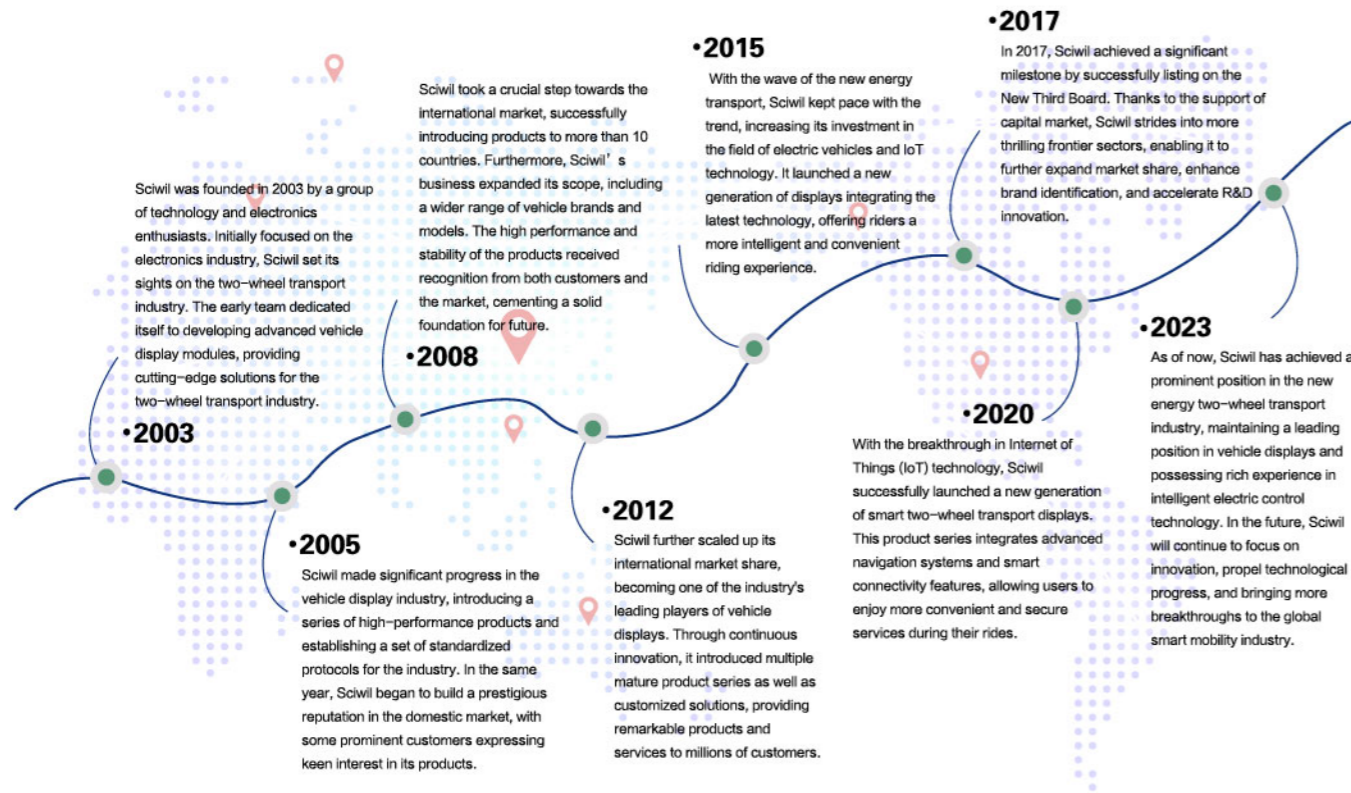 Sciwil was founded in 2003 by a group
of technology and electronics
enthusiasts. Initially focused on the
electronics industry, Sciwil set its
sights on the two-wheel transport
industry. The early team dedicated
itself to developing advanced vehicle
display modules, providing
cutting-edge solutions for the
two-wheel transport industry.
•2003
•2005
Sciwil made significant progress in the
vehicle display industry, introducing a
series of high-performance products and
establishing a set of standardized
protocols for the industry. In the same
year, Sciwil began to build a prestigious
reputation in the domestic market, with
some prominent customers expressing
keen interest in its products.
Sciwil took a crucial step towards the
international market, successfully
introducing products to more than 10
countries. Furthermore, Sciwil's
business expanded its scope, including
a wider range of vehicle brands and
models. The high performance and
stability of the products received
recognition from both customers and
the market, cementing a solid
foundation for future.
•2008
•2012
Sciwil further scaled up its
international market share,
becoming one of the industry's
leading players of vehicle
displays. Through continuous
innovation, it introduced multiple
mature product series as well as
customized solutions, providing
remarkable products and
services to millions of customers.
•2015
With the wave of the new energy
transport, Sciwil kept pace with the
trend, increasing its investment in
the field of electric vehicles and IoT
technology. It launched a new
generation of displays integrating the
latest technology, offering riders a
more intelligent and convenient
riding experience.
•2017
In 2017, Sciwil achieved a significant
milestone by successfully listing on the
New Third Board. Thanks to the support of
capital market, Sciwil strides into more
thrilling frontier sectors, enabling it to
further expand market share, enhance
brand identification, and accelerate R&D
innovation.
•2020
With the breakthrough in Internet of
Things (IoT) technology, Sciwil
successfully launched a new generation
of smart two-wheel transport displays.
This product series integrates advanced
navigation systems and smart
connectivity features, allowing users to
enjoy more convenient and secure
services during their rides.
•2023
As of now, Sciwil has achieved a
prominent position in the new
energy two-wheel transport
industry, maintaining a leading
position in vehicle displays and
possessing rich experience in
intelligent electric control
technology. In the future, Sciwil
will continue to focus on
innovation, propel technological
progress, and bringing more
breakthroughs to the global
smart mobility industry.